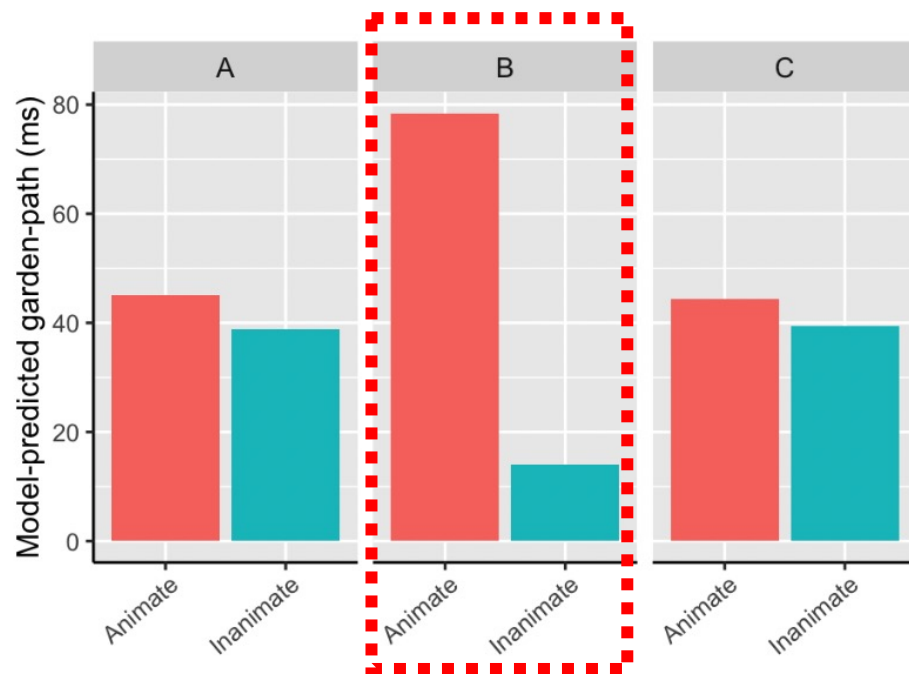 A B C
Model-predicted garden-path (ms)
80
60
40
20
0
Animate Inanimate Animate Inanimate Animate Inanimate